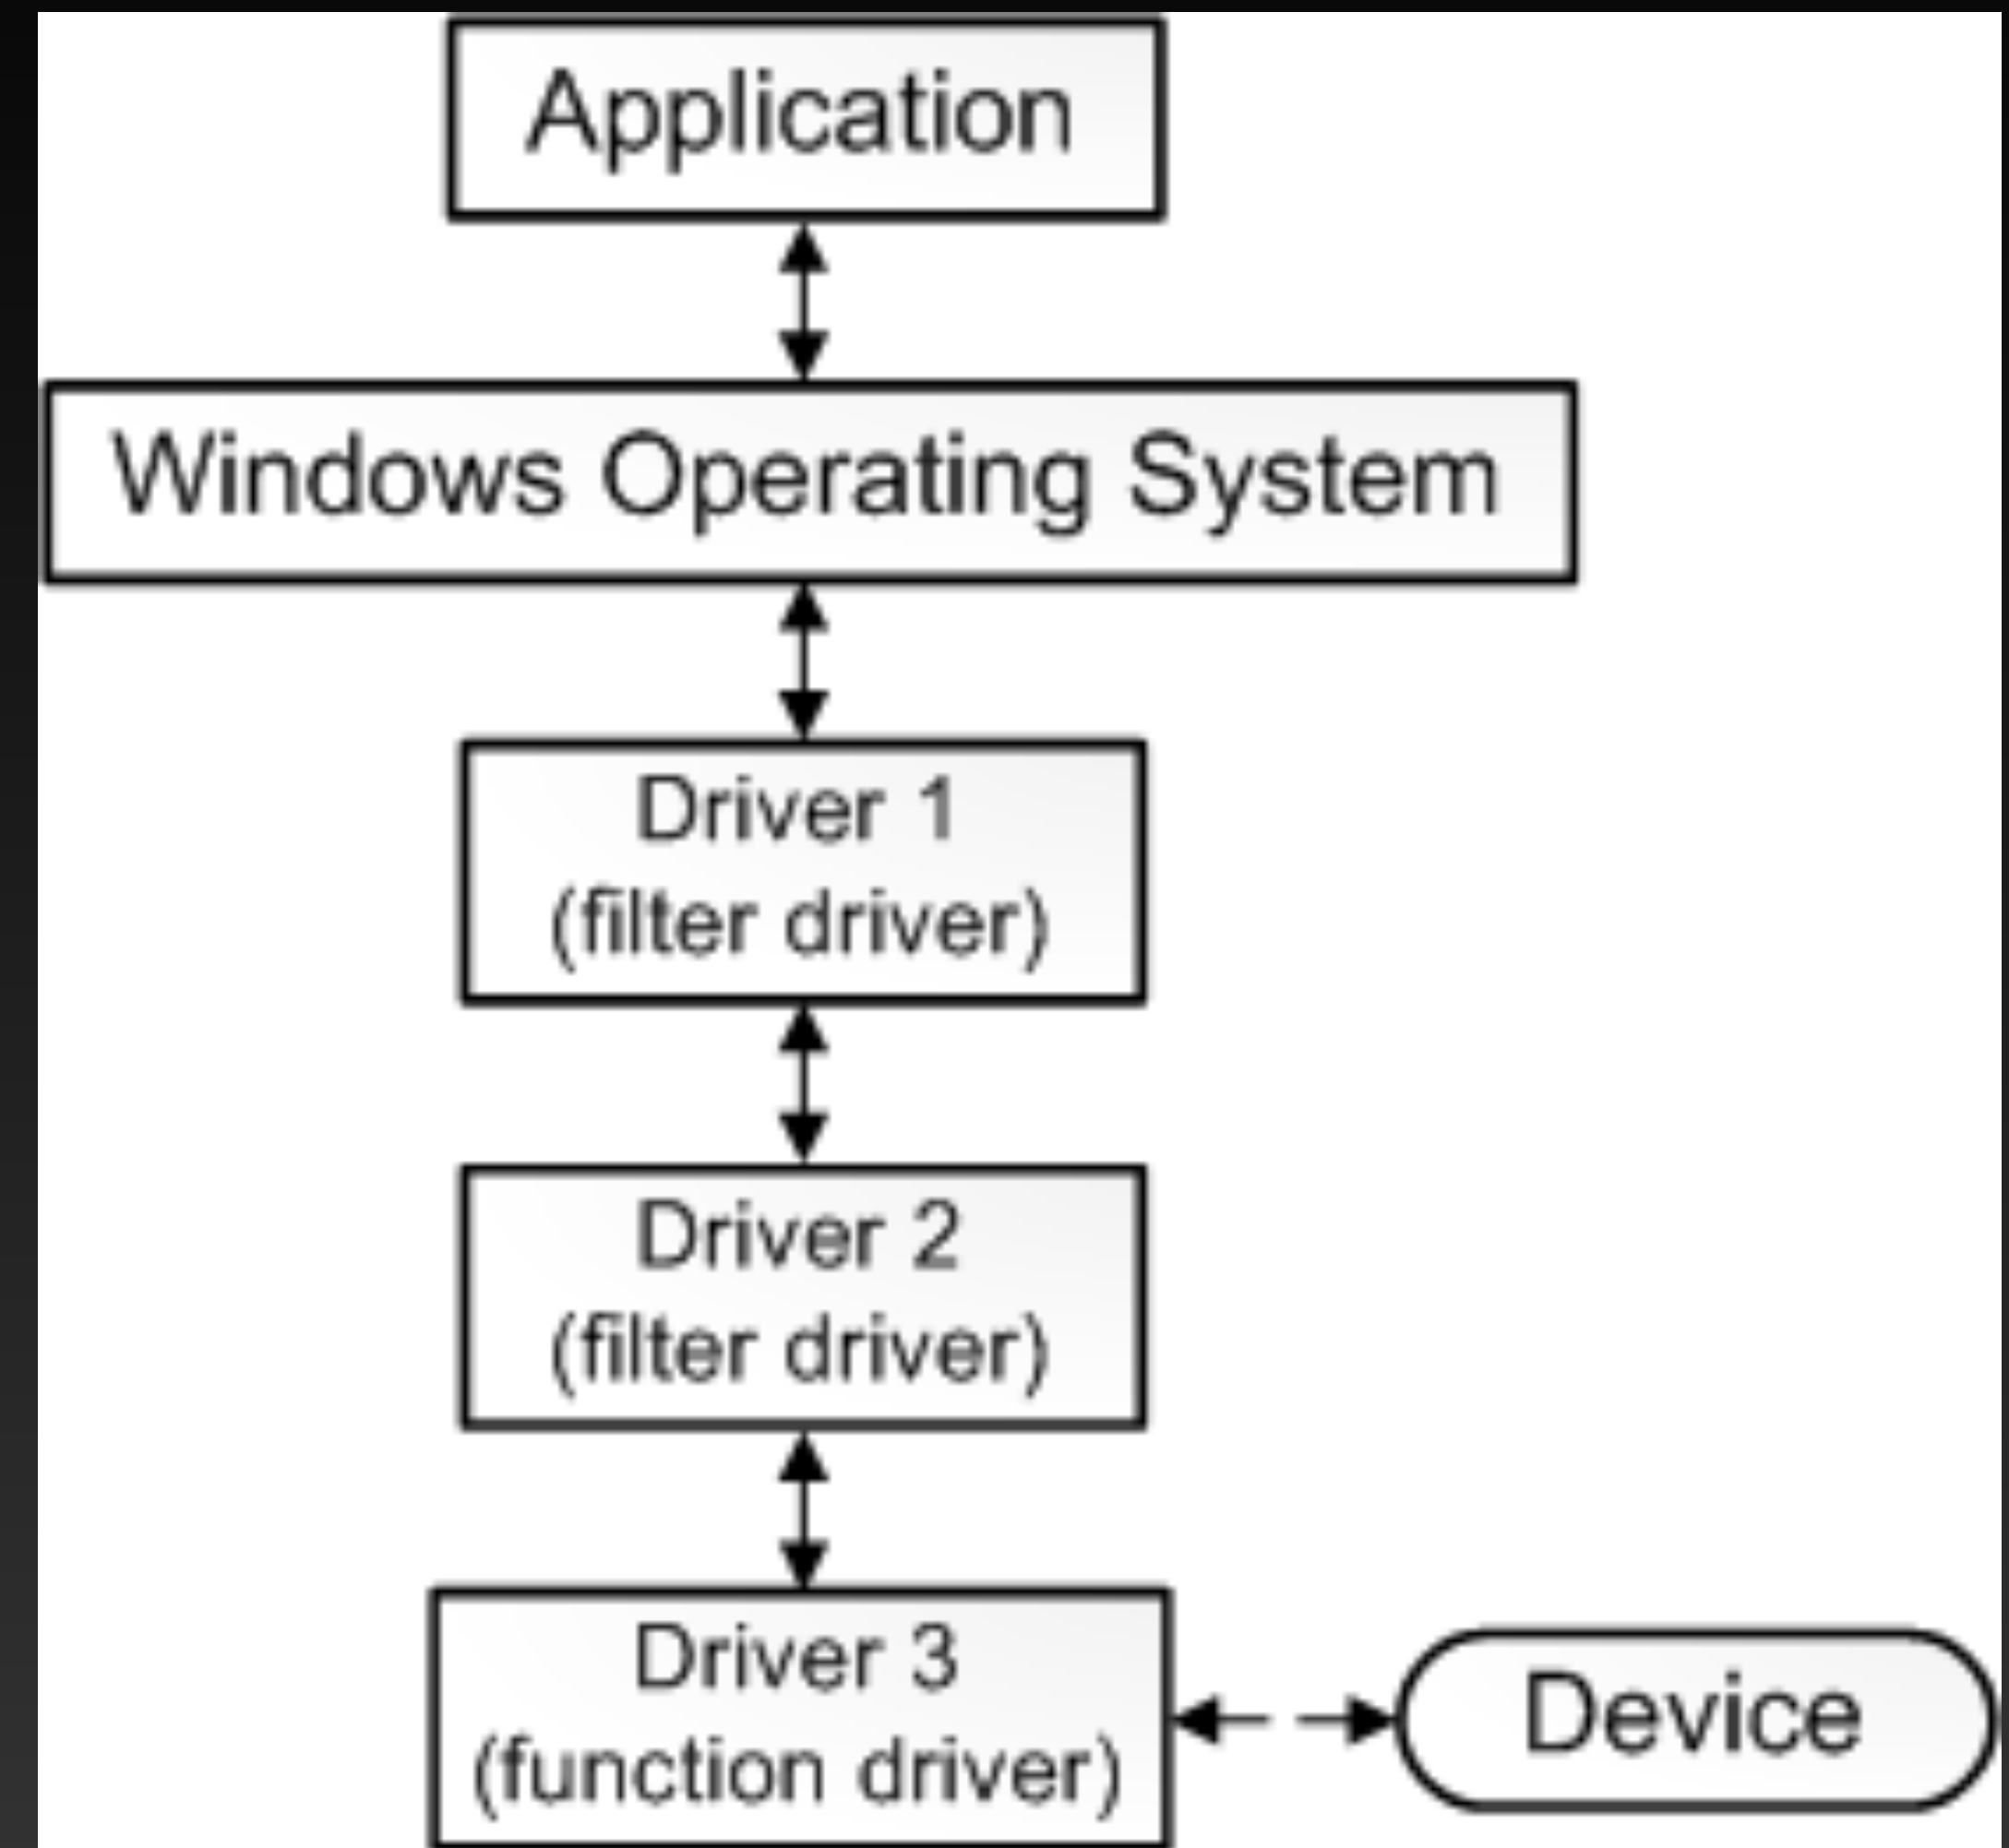 Application
Windows Operating System
Driver 1
(filter driver)
Driver 2
(filter driver)
Driver 3
(function driver)
Device